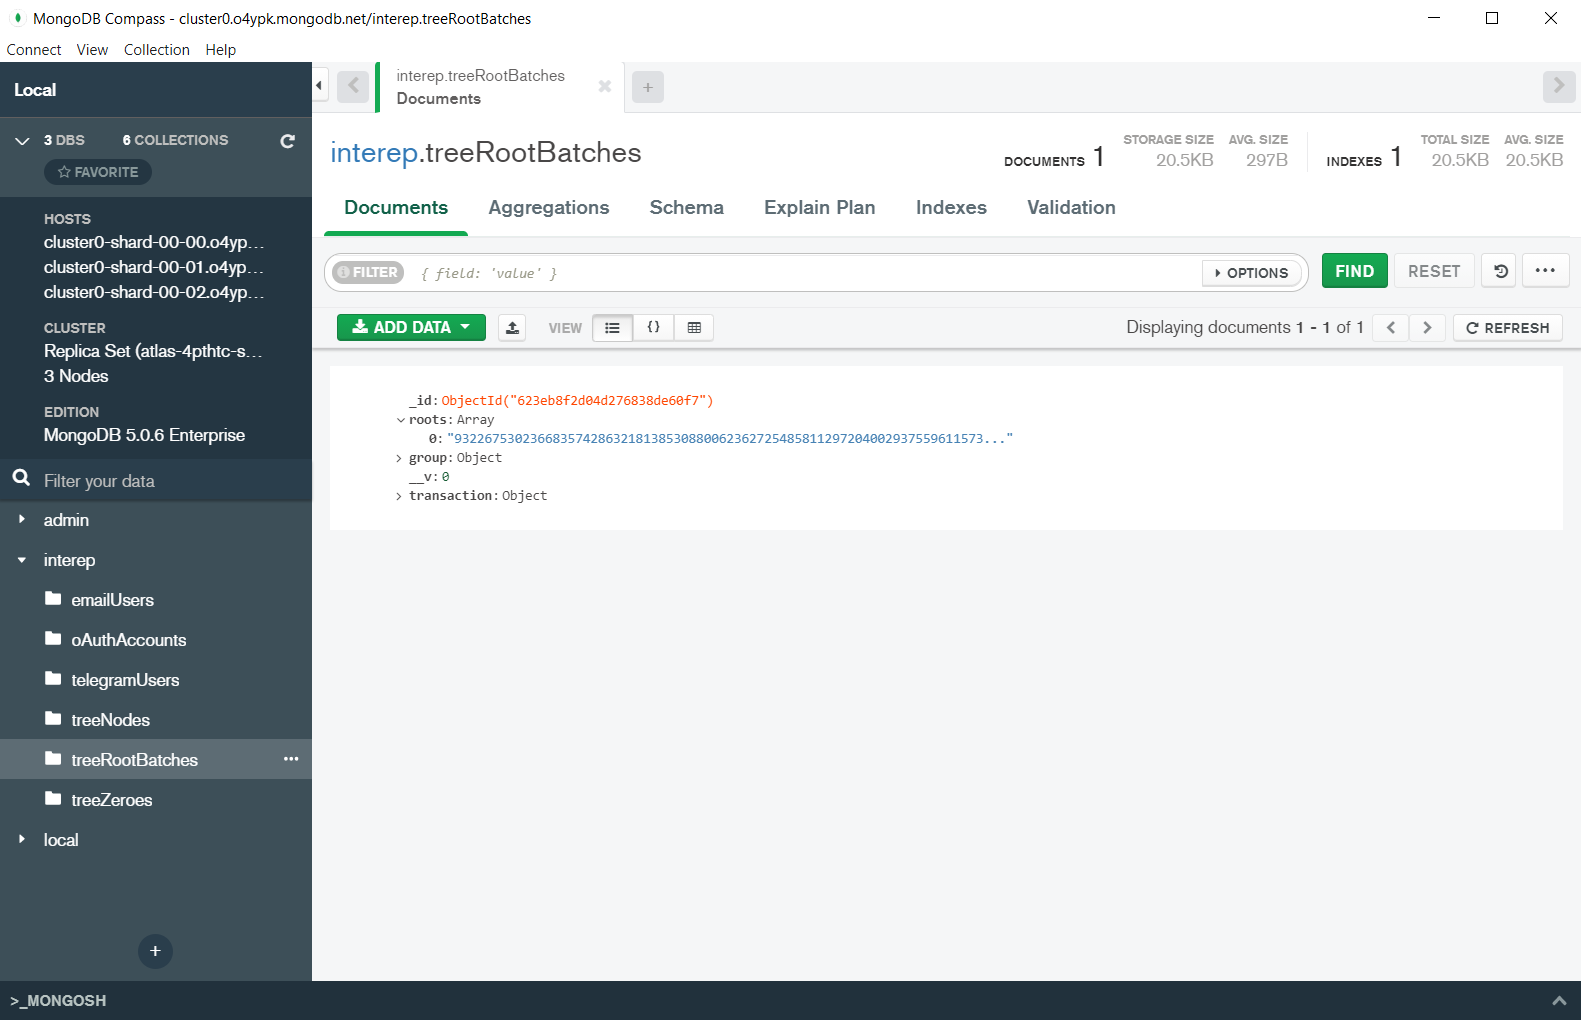 MongoDB Compass - cluster0.o4ypk.mongodb.net/interep.treeRootBatches
Connect View Collection Help
Local
3 DBS 6 COLLECTIONS
FAVORITE
HOSTS
cluster0-shard-00-00.o4yp...
cluster0-shard-00-01.o4yp...
cluster0-shard-00-02.o4yp...
CLUSTER
Replica Set (atlas-4pthtc-s...
3 Nodes
EDITION
MongoDB 5.0.6 Enterprise
Filter your data
admin
interep
emailUsers
oAuthAccounts
telegramUsers
treeNodes
treeRootBatches
treeZeroes
local
interep.treeRootBatches
Documents
interep.treeRootBatches
DOCUMENTS 1
STORAGE SIZE
20.5KB
AVG. SIZE
297B
INDEXES 1
TOTAL SIZE
20.5KB
AVG. SIZE
20.5KB
Documents Aggregations Schema Explain Plan Indexes Validation
FILTER { field: 'value' } OPTIONS FIND RESET
ADD DATA VIEW {} Displaying documents 1 - 1 of 1 REFRESH
_id: ObjectId("623eb8f2d04d276838de60f7")
roots: Array
0: "93226753023668357428632181385308800623627254858112972040029375596115​73..."
group: Object
__v: 0
transaction: Object
>_MONGOSH